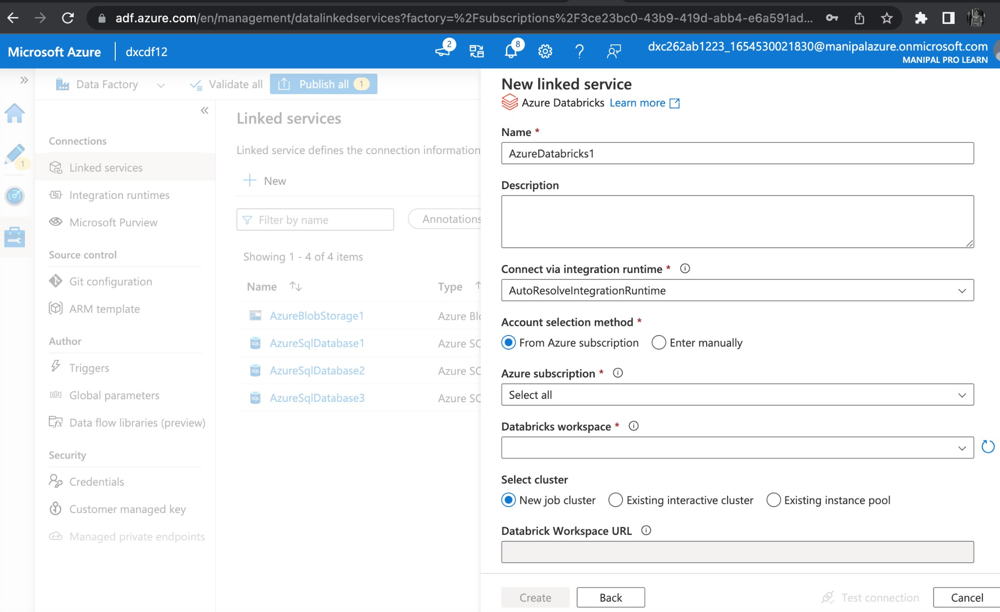 adf.azure.com/en/management/datalinkedservices?factory=%2Fsubscriptions%2F3ce23bc0-43b9-419d-abb4-e6a591ad...
Microsoft Azure
dxcdf12
2
8
dxc262ab1223_1654530021830@manipalazure.onmicrosoft.com
MANIPAL PRO LEARN
Data Factory
Validate all
Publish all 1
1
Connections
Linked services
Integration runtimes
Microsoft Purview
Source control
Git configuration
ARM template
Author
Triggers
Global parameters
Data flow libraries (preview)
Security
Credentials
Customer managed key
Managed private endpoints
Linked services
Linked service defines the connection information
New
Filter by name
Annotations
Showing 1 - 4 of 4 items
Name Type
AzureBlobStorage1 Azure Blo
AzureSqlDatabase1 Azure SQ
AzureSqlDatabase2 Azure SQ
AzureSqlDatabase3 Azure SQ
New linked service
Azure Databricks Learn more
Name *
AzureDatabricks1
Description
Connect via integration runtime *
AutoResolveIntegrationRuntime
Account selection method *
From Azure subscription Enter manually
Azure subscription *
Select all
Databricks workspace *
Select cluster
New job cluster Existing interactive cluster Existing instance pool
Databrick Workspace URL
Create Back Test connection Cancel